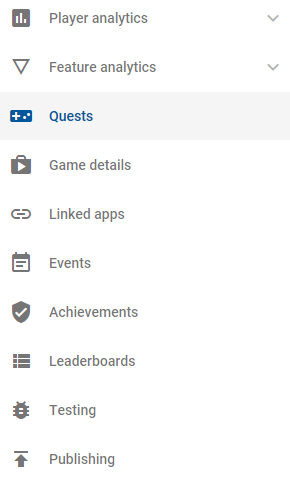 Player analytics
Feature analytics
Quests
Game details
Linked apps
Events
Achievements
Leaderboards
Testing
Publishing